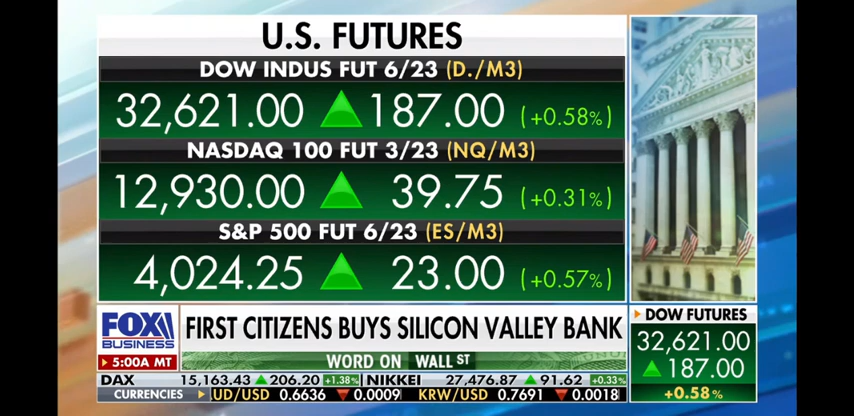 U.S. FUTURES
DOW INDUS FUT 6/23 (D./M3)
32,621.00 ▲ 187.00 (+0.58%)
NASDAQ 100 FUT 3/23 (NQ/M3)
12,930.00 ▲ 39.75 (+0.31%)
S&P 500 FUT 6/23 (ES/M3)
4,024.25 ▲ 23.00 (+0.57%)
FOX
BUSINESS
5:00A MT
FIRST CITIZENS BUYS SILICON VALLEY BANK
WORD ON WALL ST
DOW FUTURES
32,621.00
▲ 187.00
+0.58%
DAX 15,163.43 ▲ 206.20 +1.38% NIKKEI 27,476.87 ▲ 91.62 +0.33%
CURRENCIES UD/USD 0.6636 ▼ 0.0009 KRW/USD 0.7691 ▼ 0.0018